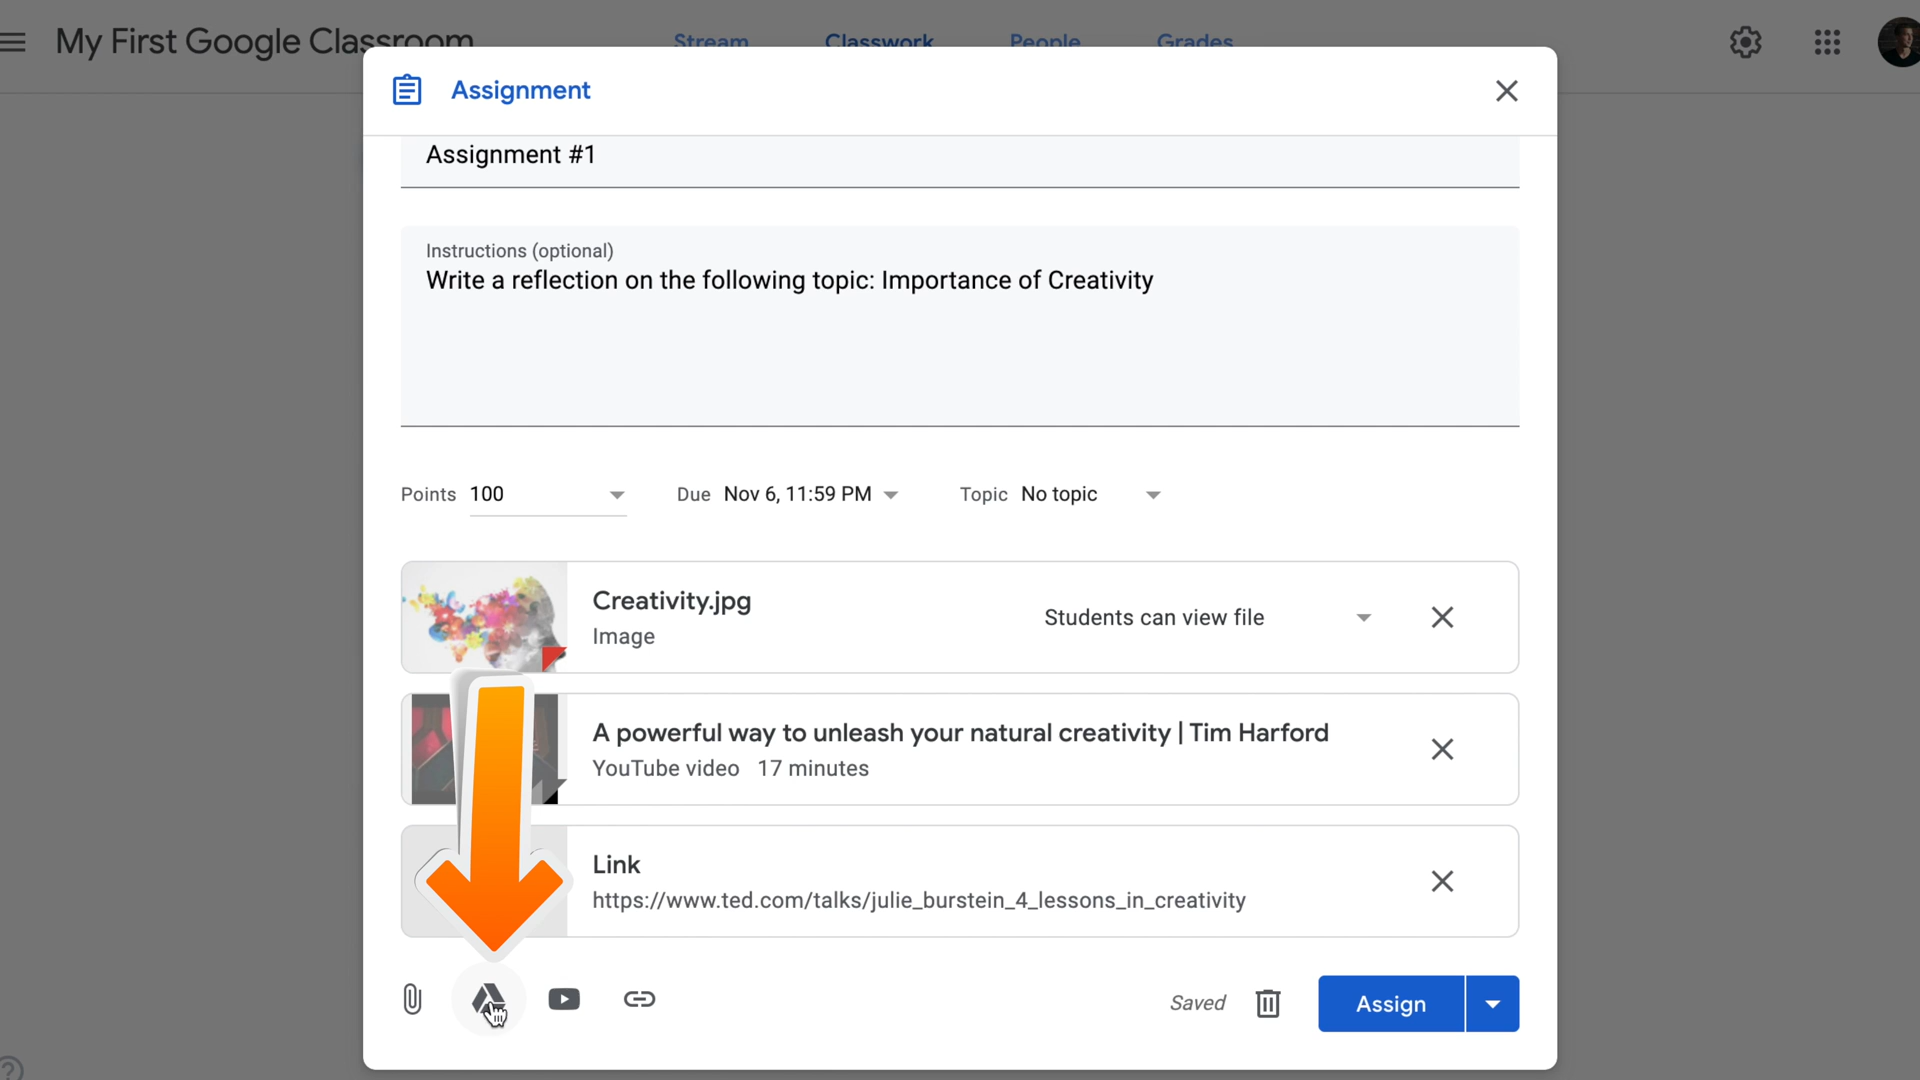 My First Google Classroom
Stream
Classwork
People
Grades
Assignment
Assignment #1
Instructions (optional)
Write a reflection on the following topic: Importance of Creativity
Points 100
Due Nov 6, 11:59 PM
Topic No topic
Creativity.jpg
Image
Students can view file
A powerful way to unleash your natural creativity | Tim Harford
YouTube video 17 minutes
Link
https://www.ted.com/talks/julie_burstein_4_lessons_in_creativity
Saved
Assign